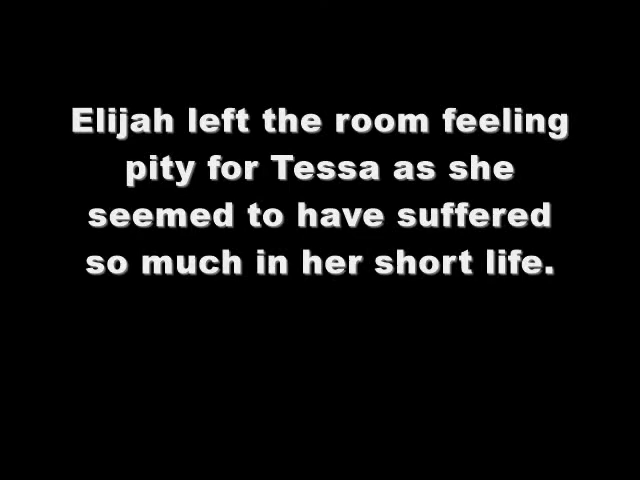 Elijah left the room feeling
pity for Tessa as she
seemed to have suffered
so much in her short life.